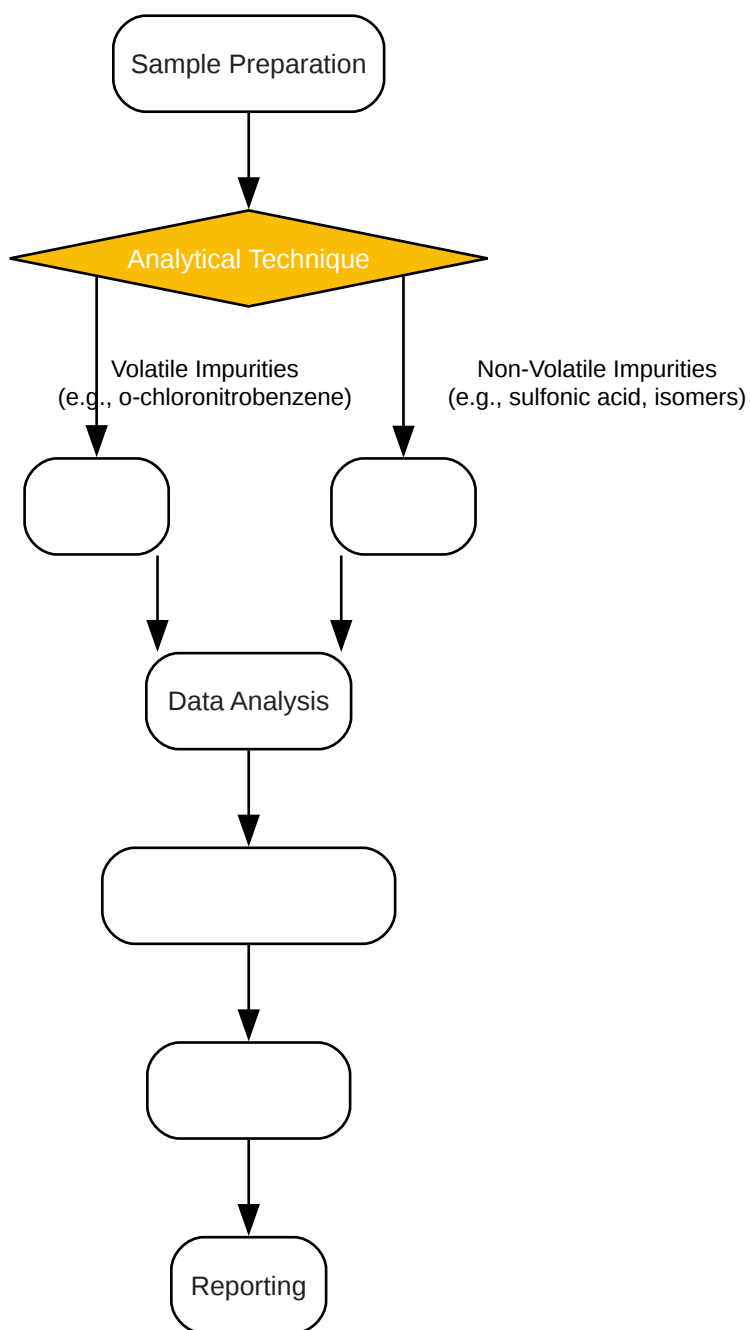 Sample Preparation
Analytical Technique
Volatile Impurities
(e.g., o-chloronitrobenzene)
Non-Volatile Impurities
(e.g., sulfonic acid, isomers)
Data Analysis
Reporting